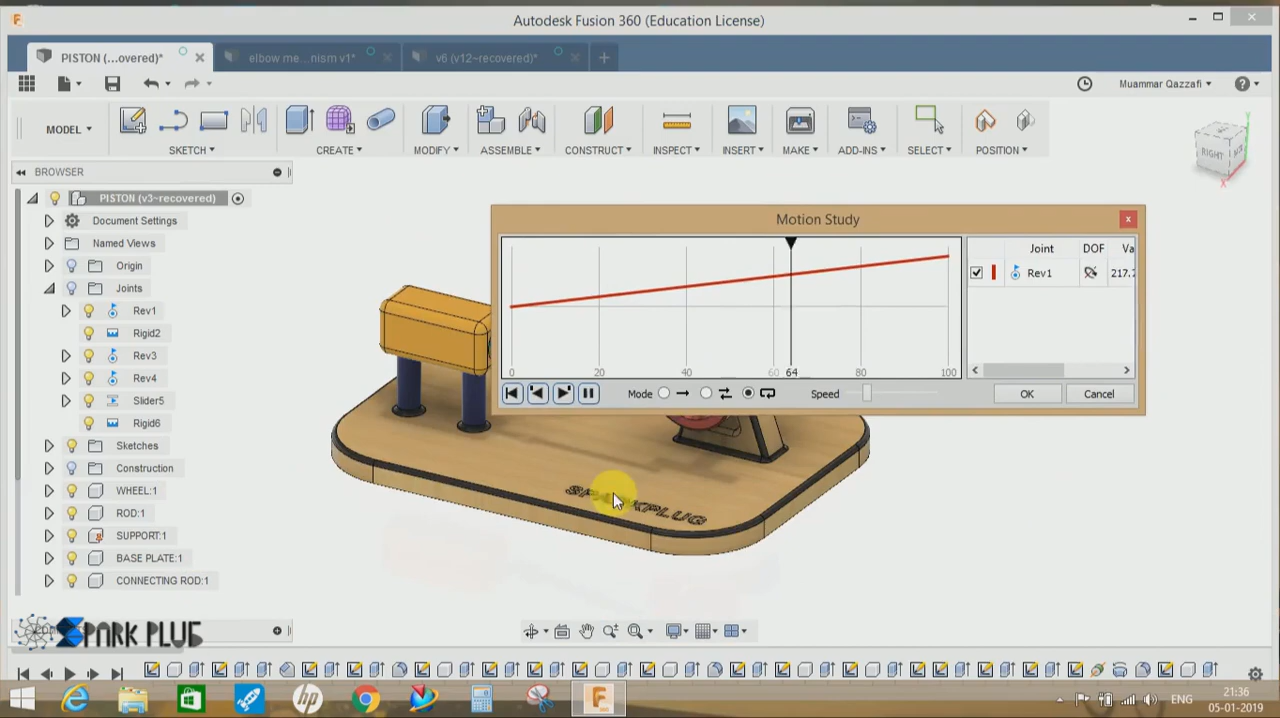 Autodesk Fusion 360 (Education License)
PISTON (...overed)*
elbow me...nism v1*
v6 (v12~recovered)*
Muammar Qazzafi
MODEL
SKETCH
CREATE
MODIFY
ASSEMBLE
CONSTRUCT
INSPECT
INSERT
MAKE
ADD-INS
SELECT
POSITION
RIGHT
BROWSER
PISTON (v3~recovered)
Document Settings
Named Views
Origin
Joints
Rev1
Rigid2
Rev3
Rev4
Slider5
Rigid6
Sketches
Construction
WHEEL:1
ROD:1
SUPPORT:1
BASE PLATE:1
CONNECTING ROD:1
Motion Study
Joint DOF Va
Rev1 217.
0 20 40 60 64 80 100
Mode
Speed
OK
Cancel
SPARKPLUG
SPARK PLUG
ENG
21:36
05-01-2019